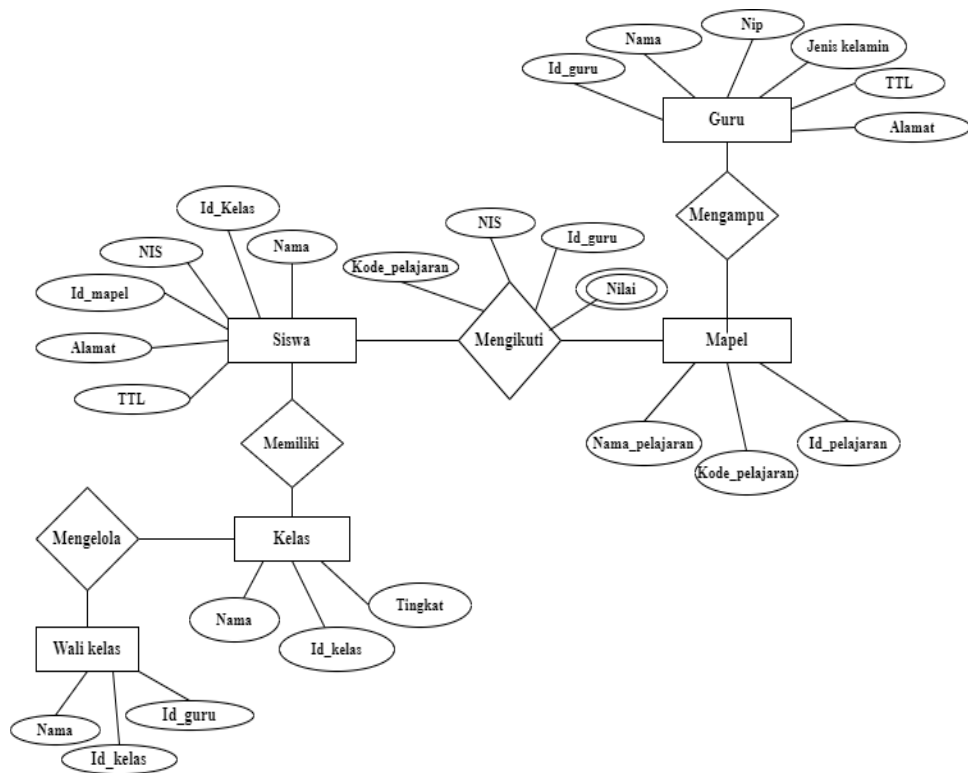 Nip
Nama
Jenis kelamin
Id_guru
TTL
Guru
Alamat
Mengampu
Id_Kelas
NIS
Nama
Id_guru
NIS
Kode_pelajaran
Id_mapel
Nilai
Siswa
Mengikuti
Mapel
Alamat
TTL
Memiliki
Nama_pelajaran
Id_pelajaran
Kode_pelajaran
Mengelola
Kelas
Tingkat
Nama
Wali kelas
Id_kelas
Id_guru
Nama
Id_kelas